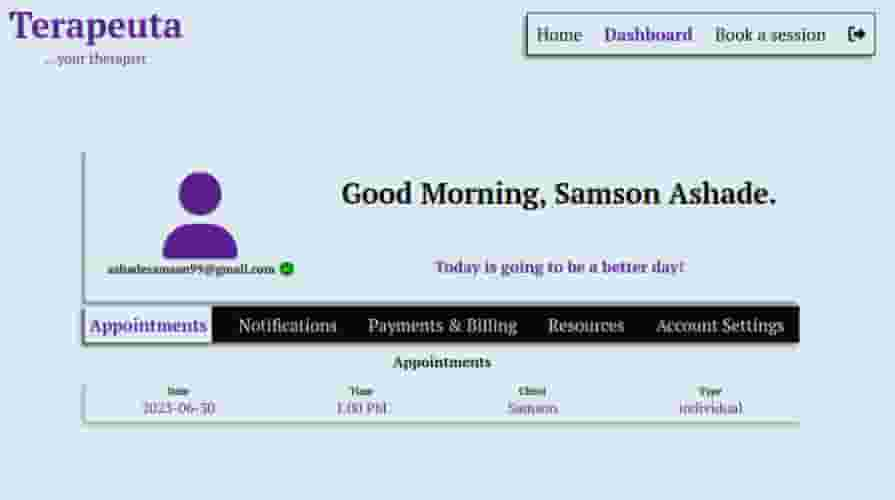 Terapeuta
...your therapist
Home Dashboard Book a session
Good Morning, Samson Ashade.
ashadesamson99@gmail.com
Today is going to be a better day!
Appointments Notifications Payments & Billing Resources Account Settings
Appointments
Date Time Client Type
2023-06-30 1:00 PM Samson individual